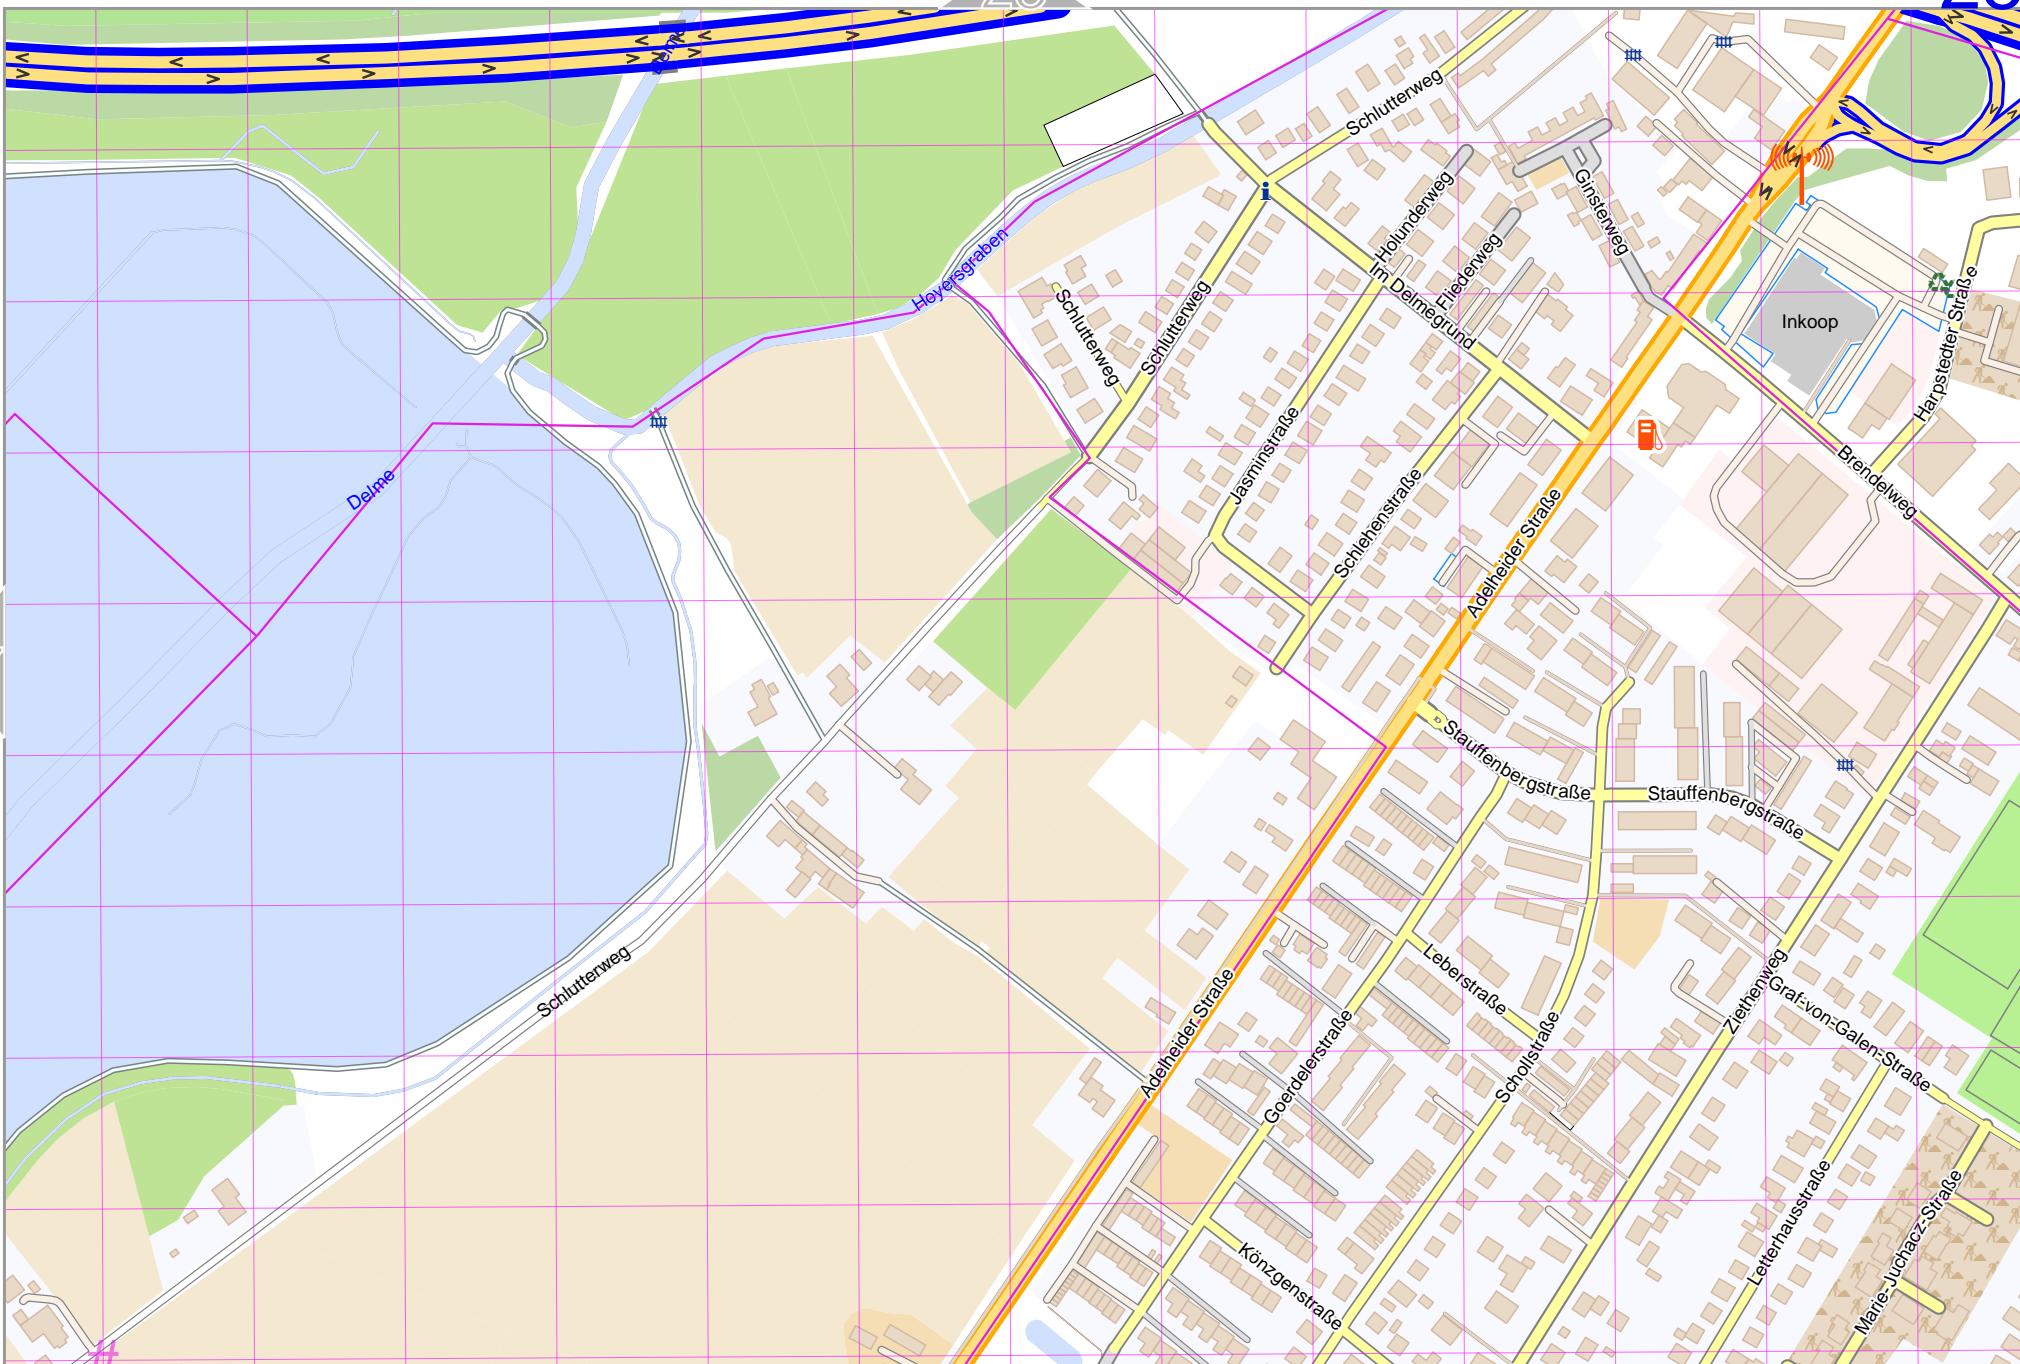 Schlutterweg
Ginsterweg
Holunderweg
Hoyersgraben
Im Delmegrund
Fliederweg
Schlutterweg
Schlutterweg
Inkoop
Harpstedter Straße
Jasminstraße
Schlehenstraße
Brendelweg
Delme
Adelheider Straße
Stauffenbergstraße
Stauffenbergstraße
Schlutterweg
Leberstraße
Ziethenweg
Graf-von-Galen-Straße
Adelheider Straße
Goerdelerstraße
Schollstraße
Letterhausstraße
Marie-Juchacz-Straße
Könzgenstraße